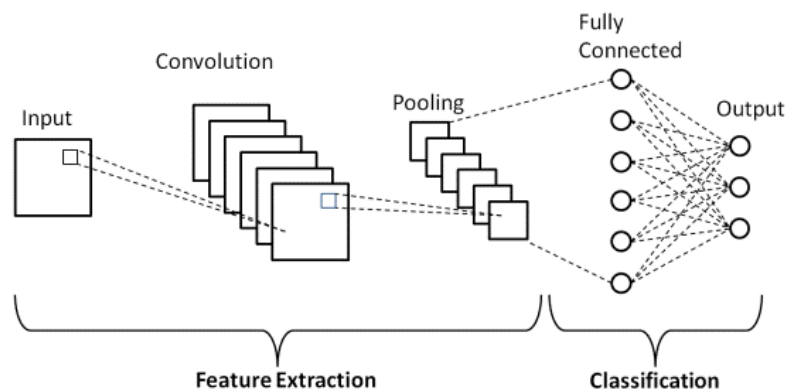 Input
Convolution
Pooling
Fully
Connected
Output
Feature Extraction
Classification